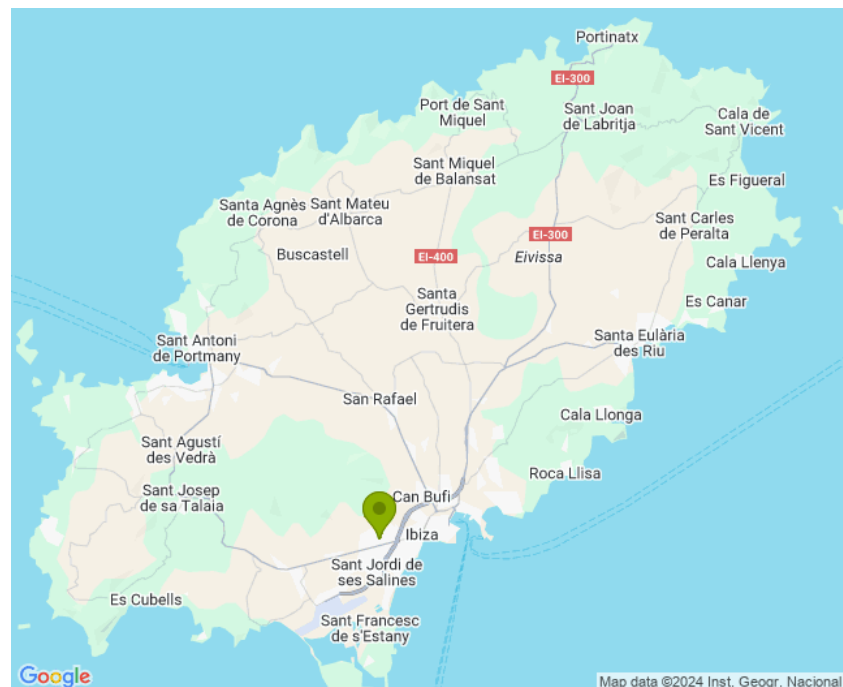 Portinatx
EI-300
Port de Sant
Miquel
Sant Joan
de Labritja
Cala de
Sant Vicent
Sant Miquel
de Balansat
Es Figueral
Santa Agnès
de Corona
Sant Mateu
d'Albarca
Sant Carles
de Peralta
EI-300
Buscastell
EI-400
Eivissa
Cala Llenya
Santa
Gertrudis
de Fruitera
Es Canar
Sant Antoni
de Portmany
Santa Eulària
des Riu
San Rafael
Cala Llonga
Sant Agustí
des Vedrà
Roca Llisa
Sant Josep
de sa Talaia
Can Bufi
Ibiza
Sant Jordi de
ses Salines
Es Cubells
Sant Francesc
de s'Estany
Google
Map data ©2024 Inst. Geogr. Nacional